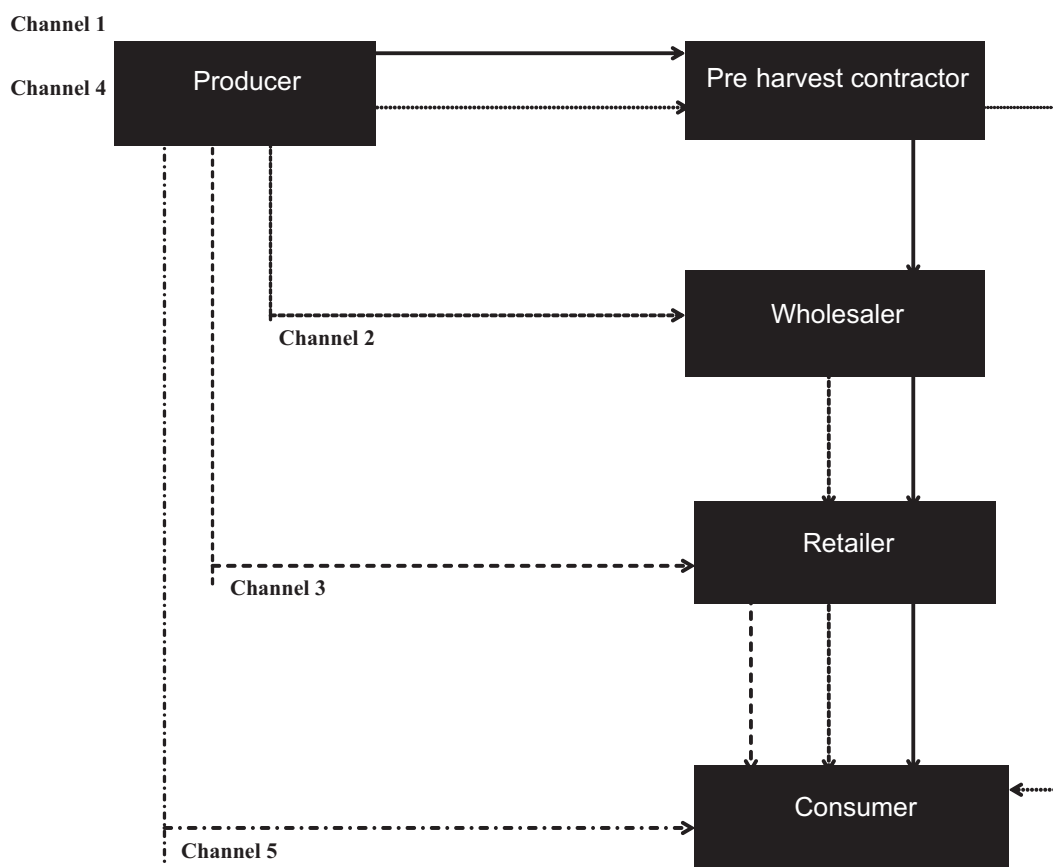 Channel 1
Producer
Pre harvest contractor
Channel 4
Wholesaler
Channel 2
Retailer
Channel 3
Consumer
Channel 5